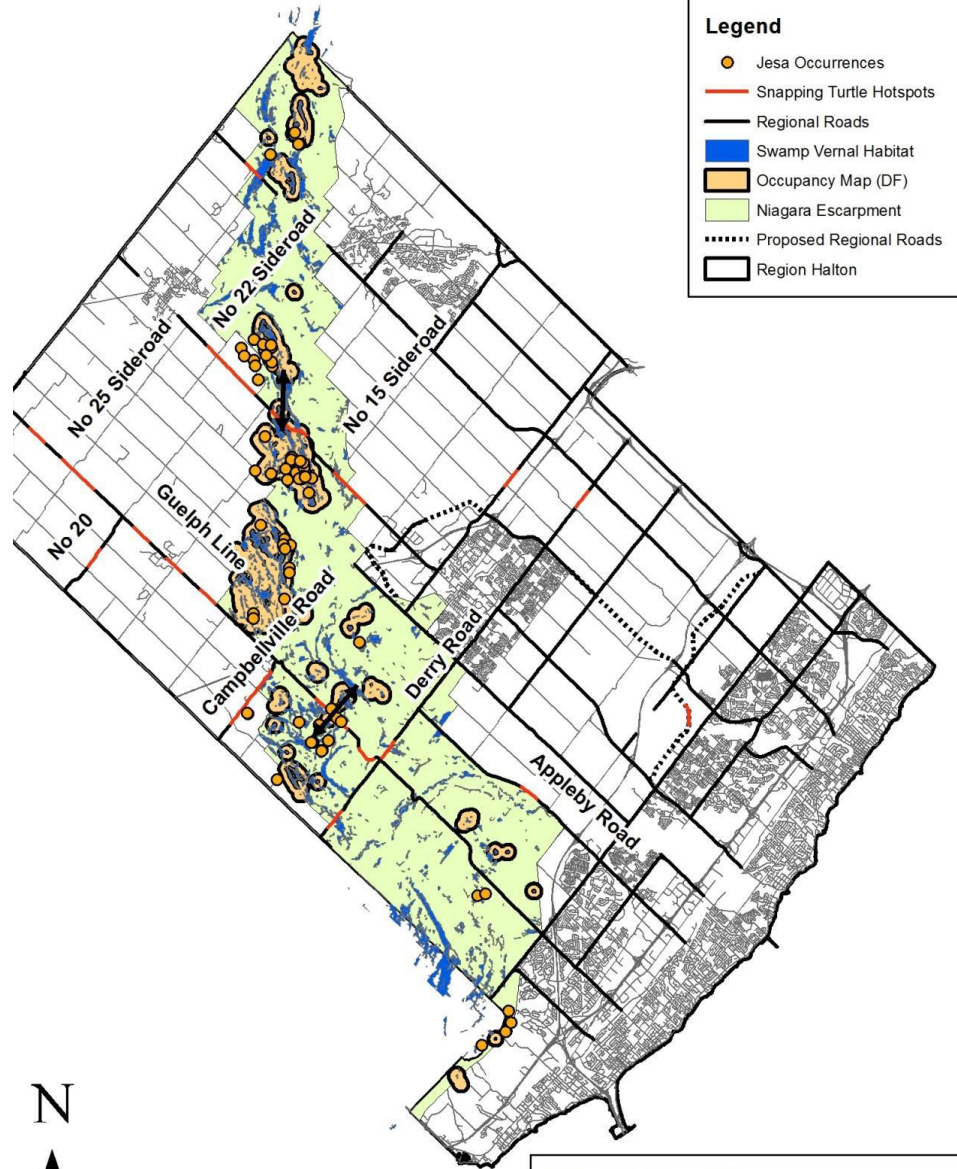 Legend
Jesa Occurrences
Snapping Turtle Hotspots
Regional Roads
Swamp Vernal Habitat
Occupancy Map (DF)
Niagara Escarpment
Proposed Regional Roads
Region Halton
No 22 Sideroad
No 25 Sideroad
No 15 Sideroad
Guelph Line
No 20
Campbellville Road
Derry Road
Appleby Road
N